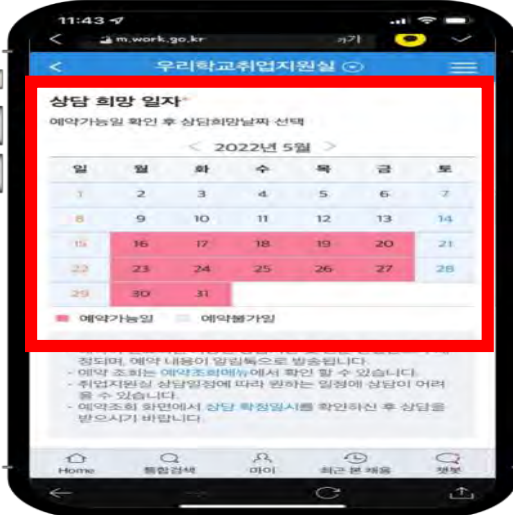 11:43
m.work.go.kr 가
우리학교취업지원실
상담 희망 일자*
예약가능일 확인 후 상담희망날짜 선택
< 2022년 5월 >
일 월 화 수 목 금 토
1 2 3 4 5 6 7
8 9 10 11 12 13 14
15 16 17 18 19 20 21
22 23 24 25 26 27 28
29 30 31
예약가능일 예약불가일
정되며, 예약 내용이 알림톡으로 발송됩니다.
- 예약 조회는 예약조회메뉴에서 확인 할 수 있습니다.
- 취업지원실 상담일정에 따라 원하는 일정에 상담이 어려
울 수 있습니다.
- 예약조회 화면에서 상담 확정일시를 확인하신 후 상담을
받으시기 바랍니다.
Home 통합검색 마이 최근 본 채용 챗봇